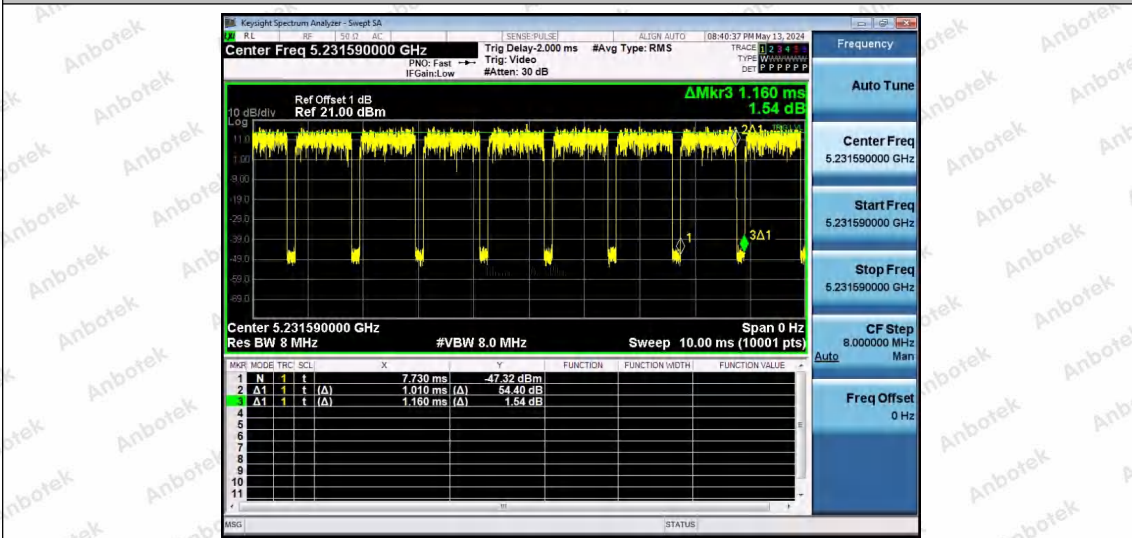 Keysight Spectrum Analyzer - Swept SA
RL RF 50 Ω AC SENSE:PULSE ALIGN AUTO 08:40:37 PM May 13, 2024
Center Freq 5.231590000 GHz
PNO: Fast
IFGain:Low
Trig Delay-2.000 ms
Trig: Video
#Atten: 30 dB
#Avg Type: RMS
TRACE 1 2 3 4 5 6
TYPE W
DET P P P P P P
ΔMkr3 1.160 ms
1.54 dB
Ref Offset 1 dB
10 dB/div Ref 21.00 dBm
Log
11.0
1.00
-9.00
-19.0
-29.0
-39.0
-49.0
-59.0
-69.0
2Δ1
1
3Δ1
Center 5.231590000 GHz Span 0 Hz
Res BW 8 MHz #VBW 8.0 MHz Sweep 10.00 ms (10001 pts)
MKR MODE TRC SCL X Y FUNCTION FUNCTION WIDTH FUNCTION VALUE
1 N 1 t 7.730 ms -47.32 dBm
2 Δ1 1 t (Δ) 1.010 ms (Δ) 54.40 dB
3 Δ1 1 t (Δ) 1.160 ms (Δ) 1.54 dB
4
5
6
7
8
9
10
11
MSG STATUS
Frequency
Auto Tune
Center Freq
5.231590000 GHz
Start Freq
5.231590000 GHz
Stop Freq
5.231590000 GHz
CF Step
8.000000 MHz
Auto Man
Freq Offset
0 Hz
Anbotek